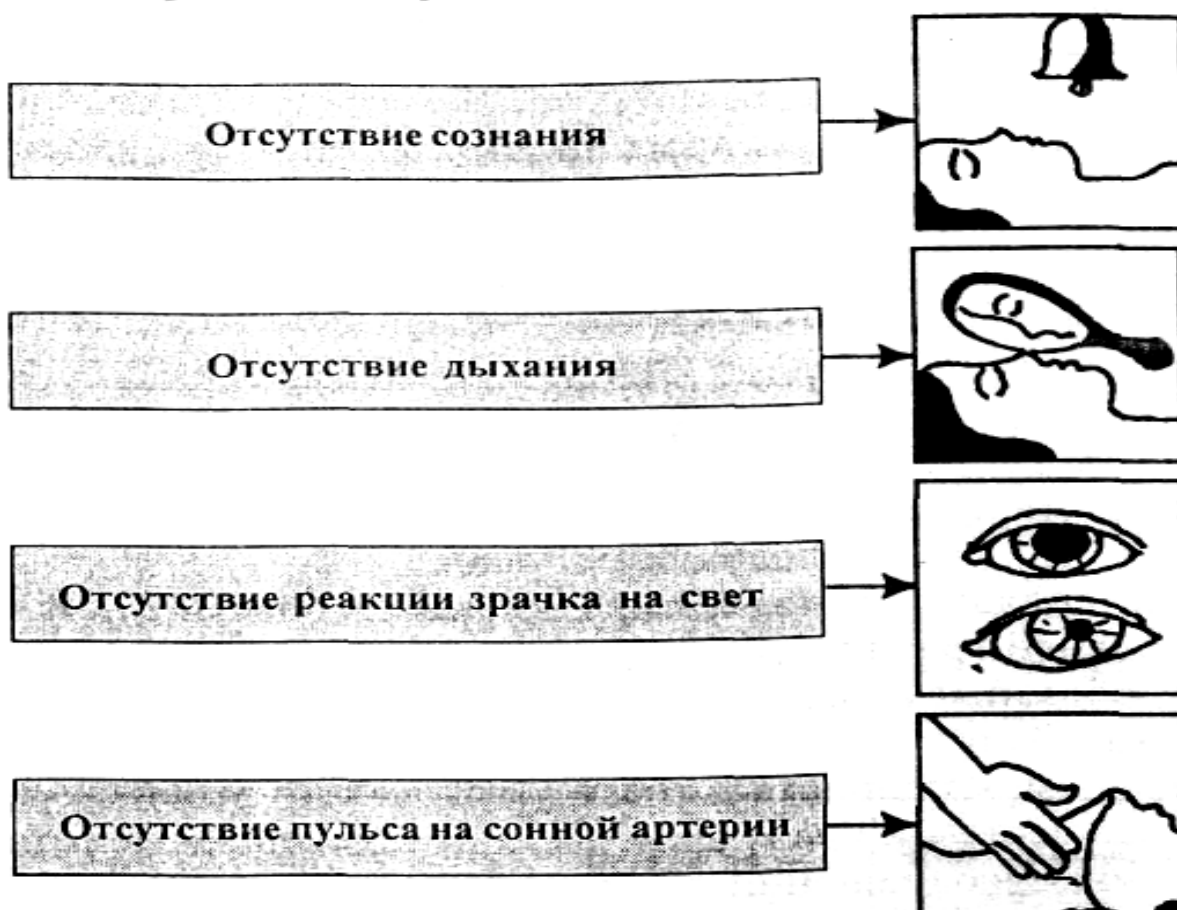 Отсутствие сознания
Отсутствие дыхания
Отсутствие реакции зрачка на свет
Отсутствие пульса на сонной артерии